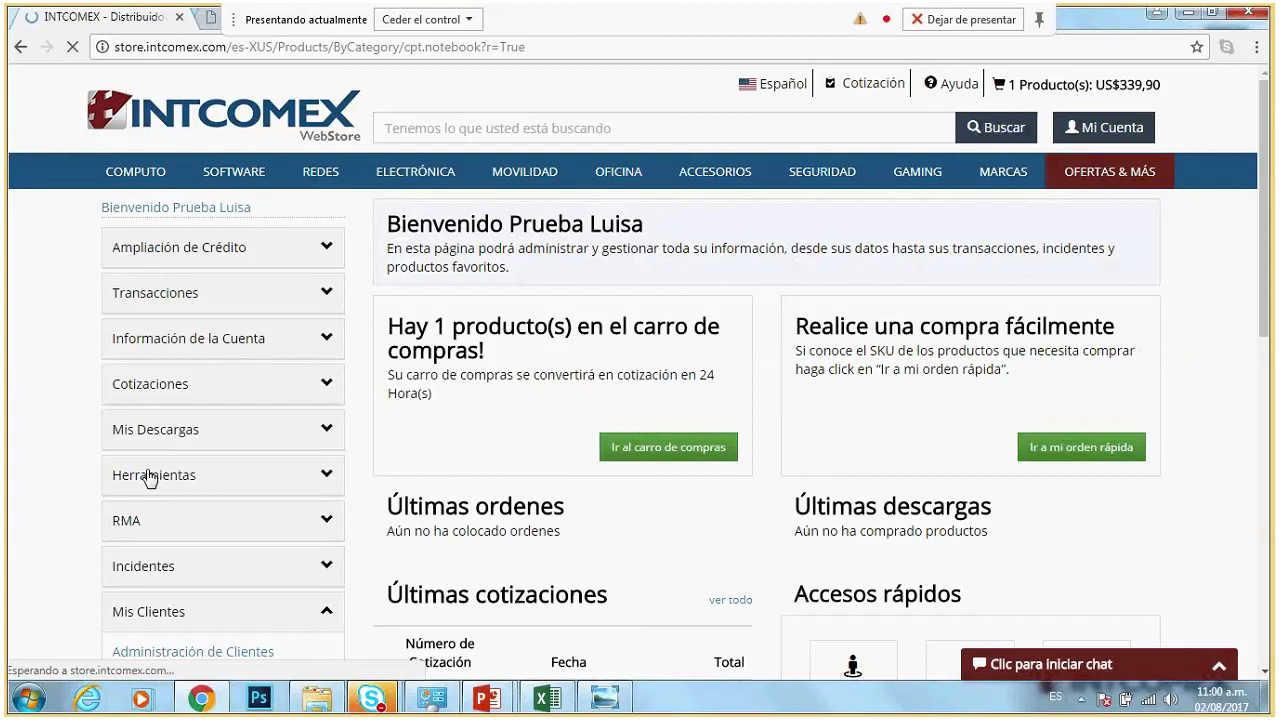 INTCOMEX - Distribuido
Presentando actualmente
Ceder el control
Dejar de presentar
store.intcomex.com/es-XUS/Products/ByCategory/cpt.notebook?r=True
Español
Cotización
Ayuda
1 Producto(s): US$339,90
INTCOMEX
WebStore
Tenemos lo que usted está buscando
Buscar
Mi Cuenta
COMPUTO
SOFTWARE
REDES
ELECTRÓNICA
MOVILIDAD
OFICINA
ACCESORIOS
SEGURIDAD
GAMING
MARCAS
OFERTAS & MÁS
Bienvenido Prueba Luisa
Ampliación de Crédito
Transacciones
Información de la Cuenta
Cotizaciones
Mis Descargas
Herramientas
RMA
Incidentes
Mis Clientes
Administración de Clientes
Bienvenido Prueba Luisa
En esta página podrá administrar y gestionar toda su información, desde sus datos hasta sus transacciones, incidentes y
productos favoritos.
Hay 1 producto(s) en el carro de
compras!
Su carro de compras se convertirá en cotización en 24
Hora(s)
Ir al carro de compras
Realice una compra fácilmente
Si conoce el SKU de los productos que necesita comprar
haga click en “Ir a mi orden rápida”.
Ir a mi orden rápida
Últimas ordenes
Aún no ha colocado ordenes
Últimas descargas
Aún no ha comprado productos
Últimas cotizaciones
ver todo
Número de
Cotización
Fecha
Total
Accesos rápidos
Clic para iniciar chat
Esperando a store.intcomex.com...
Ps
ES
11:00 a.m.
02/08/2017